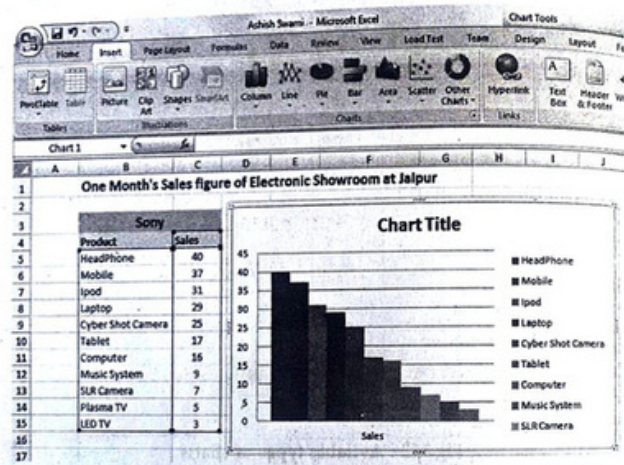 Ashish Swami - Microsoft Excel
Chart Tools
Home Insert Page Layout Formulas Data Review View Load Test Team Design Layout
PivotTable Table Picture Clip Art Shapes SmartArt Column Line Pie Bar Area Scatter Other Charts Hyperlink Text Box Header & Footer
Tables Illustrations Charts Links
Chart 1 fx
A B C D E F G H I J
1 One Month's Sales figure of Electronic Showroom at Jaipur
2
3 Sony
4 Product Sales
5 HeadPhone 40
6 Mobile 37
7 Ipod 31
8 Laptop 29
9 Cyber Shot Camera 25
10 Tablet 17
11 Computer 16
12 Music System 9
13 SLR Camera 7
14 Plasma TV 5
15 LED TV 3
16
17
Chart Title
45
40
35
30
25
20
15
10
5
0
Sales
HeadPhone
Mobile
Ipod
Laptop
Cyber Shot Camera
Tablet
Computer
Music System
SLR Camera